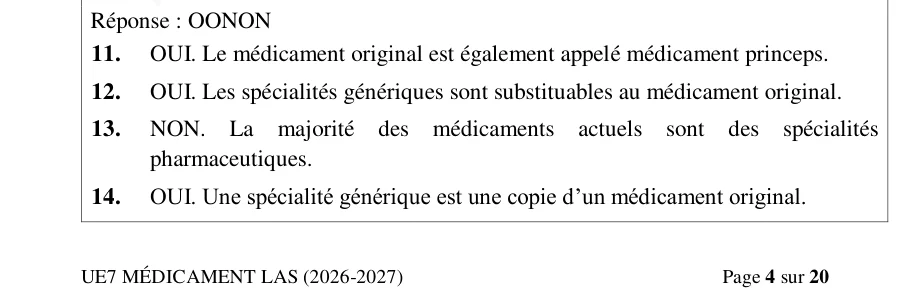 Réponse : OONON
11. OUI. Le médicament original est également appelé médicament princeps.
12. OUI. Les spécialités génériques sont substituables au médicament original.
13. NON. La majorité des médicaments actuels sont des spécialités
pharmaceutiques.
14. OUI. Une spécialité générique est une copie d’un médicament original.
UE7 MÉDICAMENT LAS (2026-2027)
Page 4 sur 20